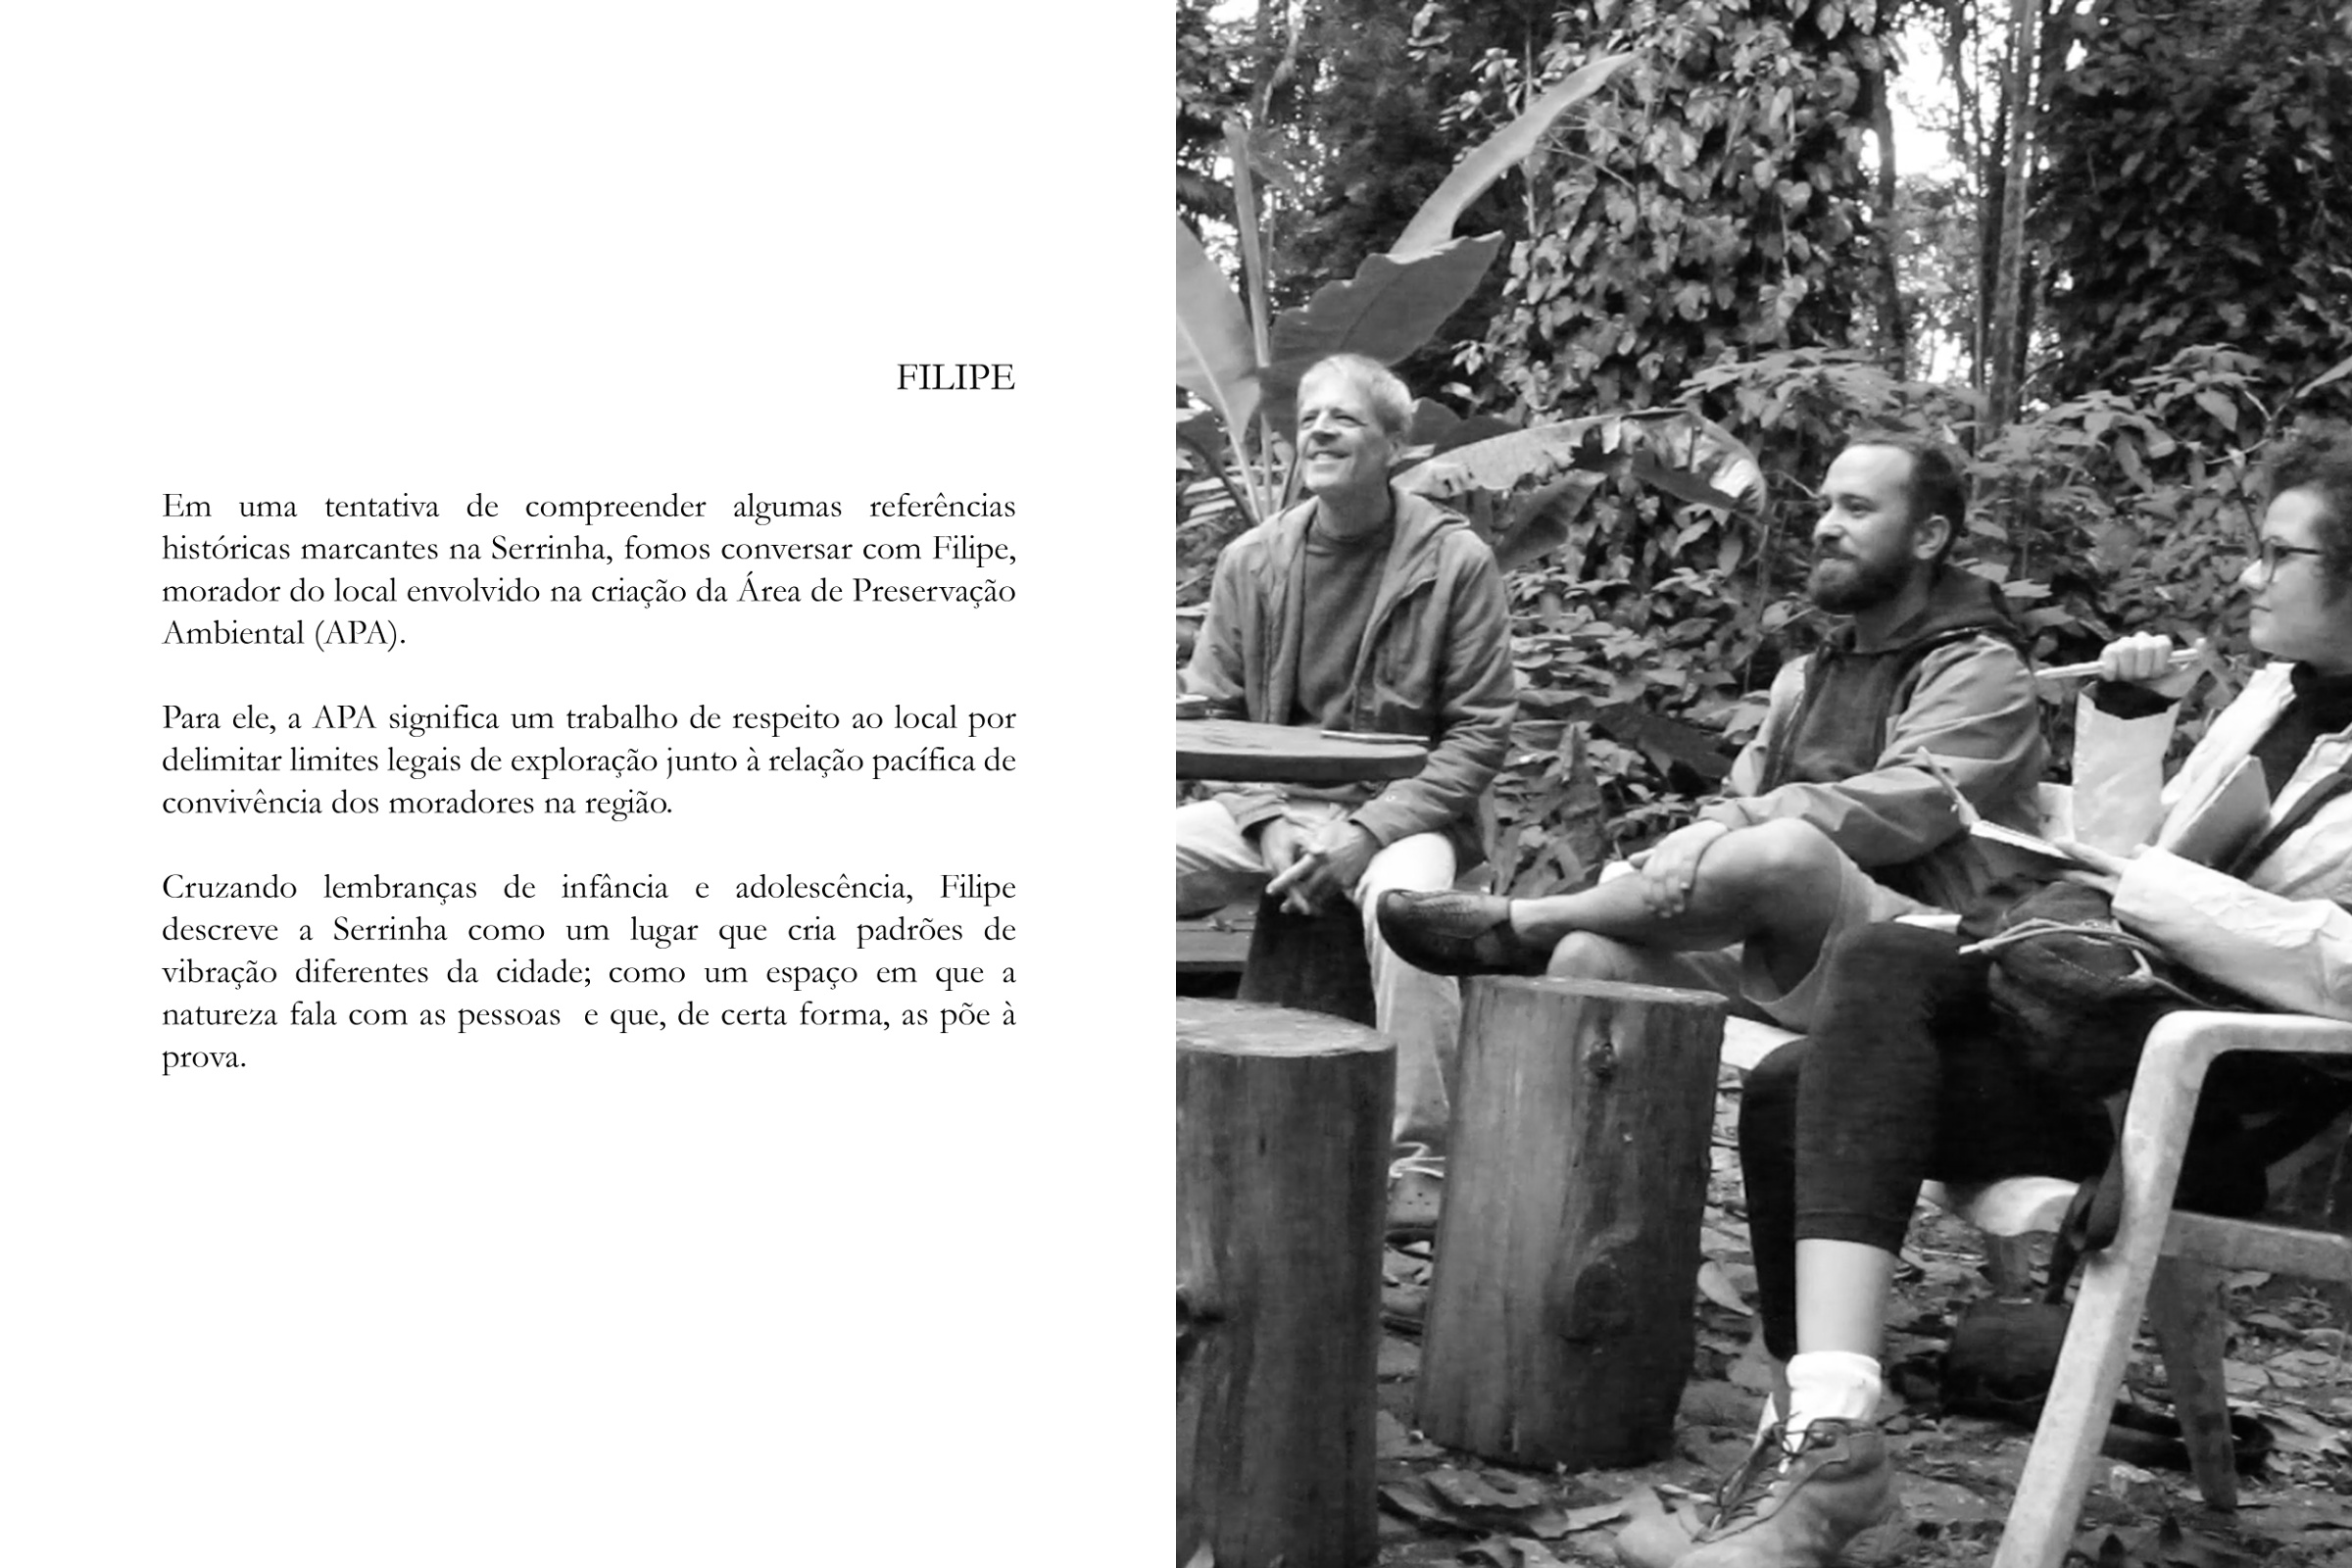 FILIPE
Em uma tentativa de compreender algumas referências
históricas marcantes na Serrinha, fomos conversar com Filipe,
morador do local envolvido na criação da Área de Preservação
Ambiental (APA).
Para ele, a APA significa um trabalho de respeito ao local por
delimitar limites legais de exploração junto à relação pacífica de
convivência dos moradores na região.
Cruzando lembranças de infância e adolescência, Filipe
descreve a Serrinha como um lugar que cria padrões de
vibração diferentes da cidade; como um espaço em que a
natureza fala com as pessoas  e que, de certa forma, as põe à
prova.